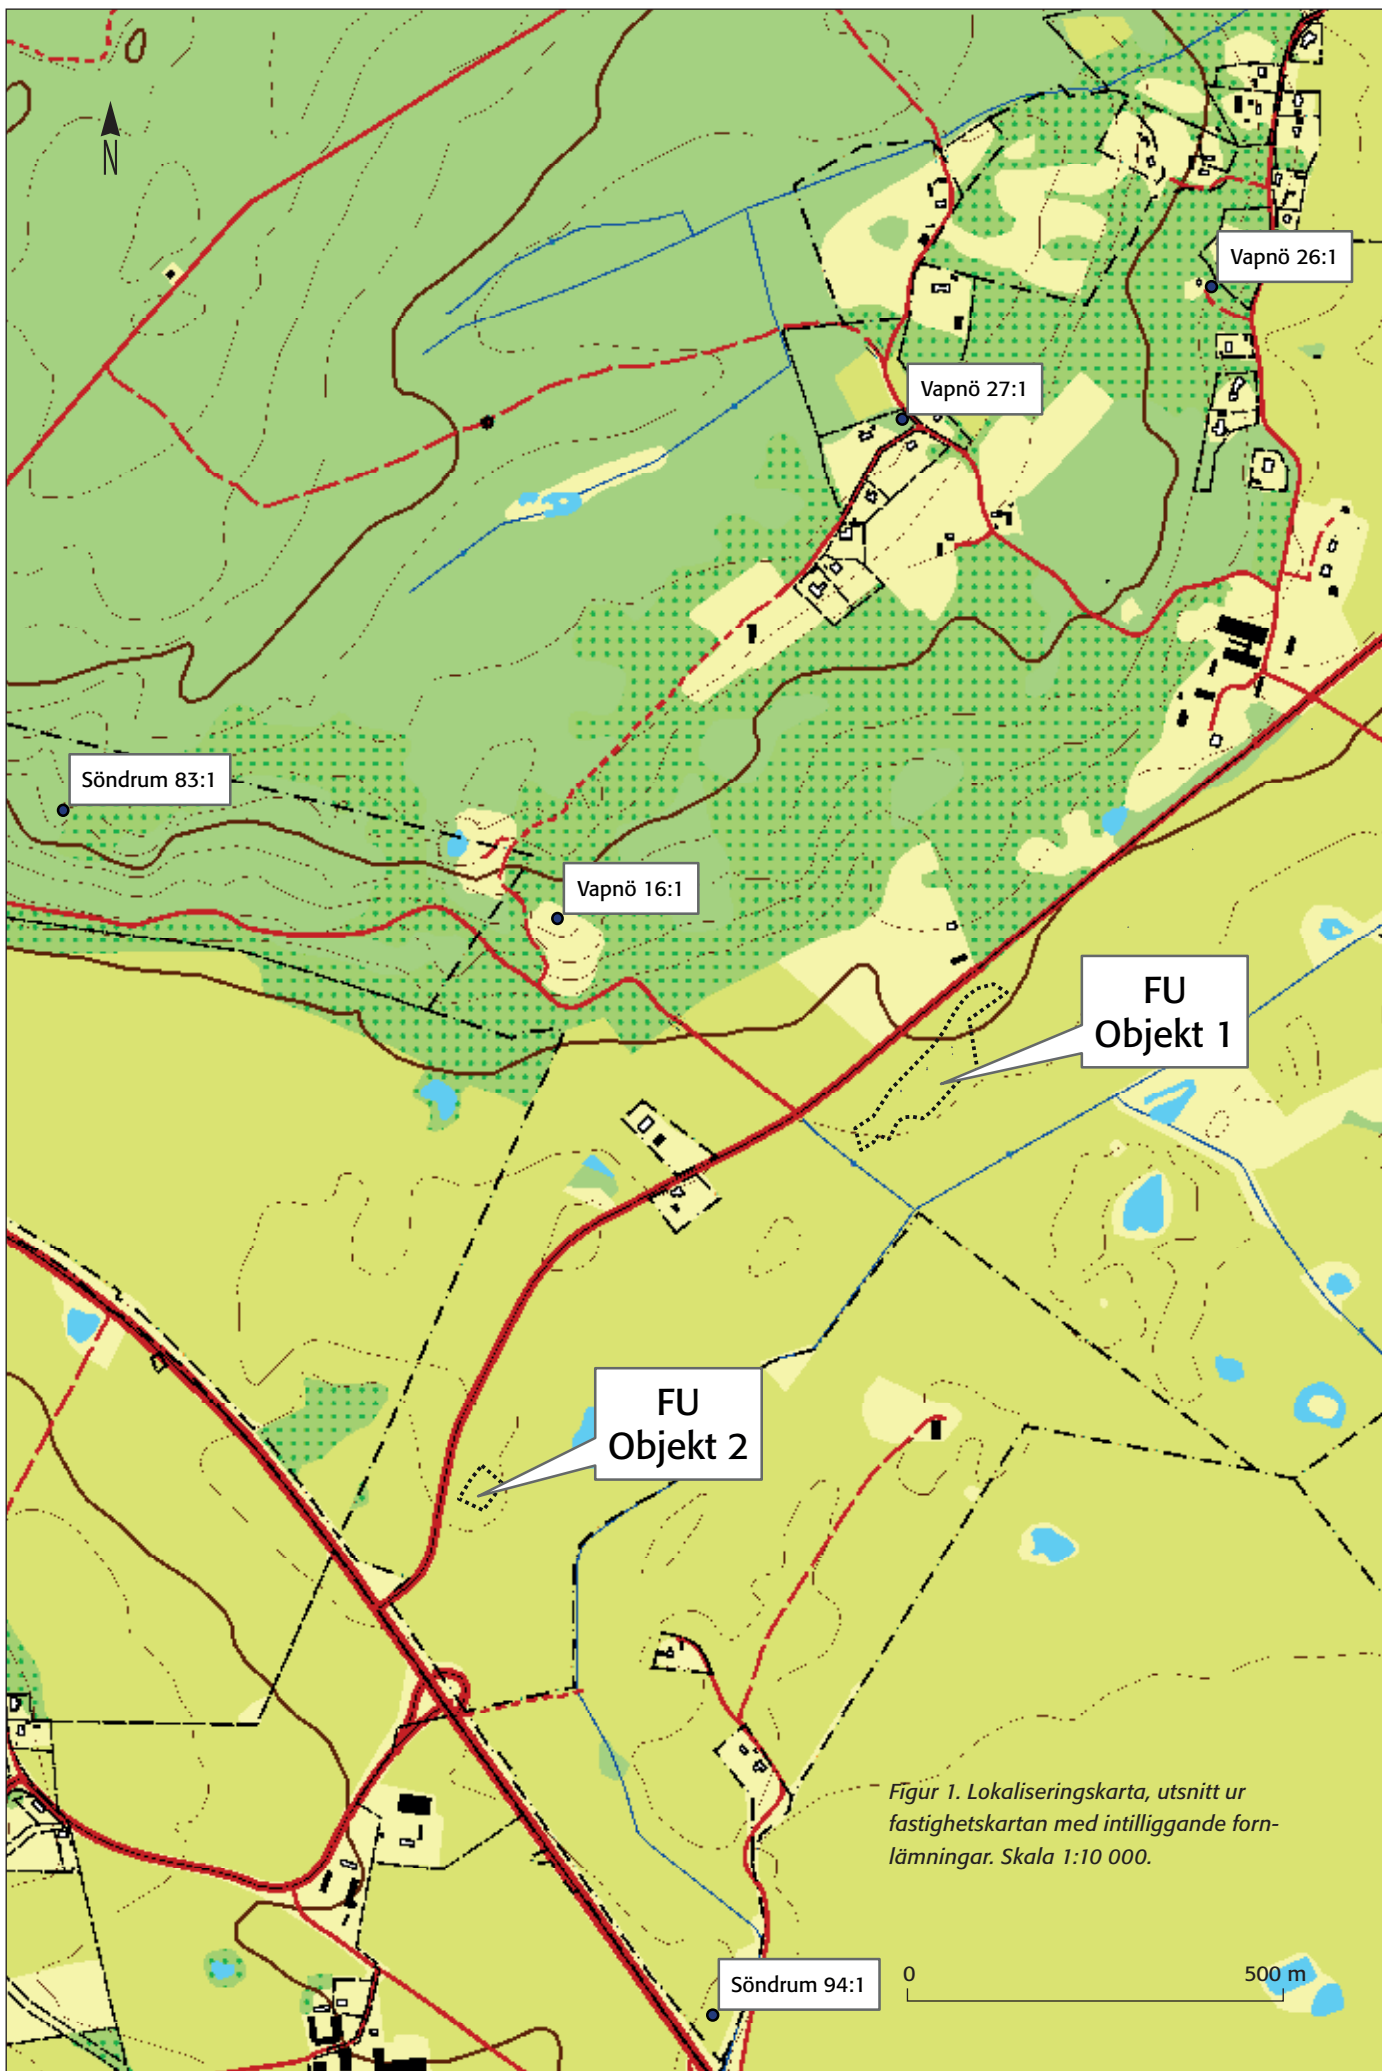 N
Vapnö 26:1
Vapnö 27:1
Söndrum 83:1
Vapnö 16:1
FU
Objekt 1
FU
Objekt 2
Figur 1. Lokaliseringskarta, utsnitt ur
fastighetskartan med intilliggande forn-
lämningar. Skala 1:10 000.
Söndrum 94:1
0 500 m